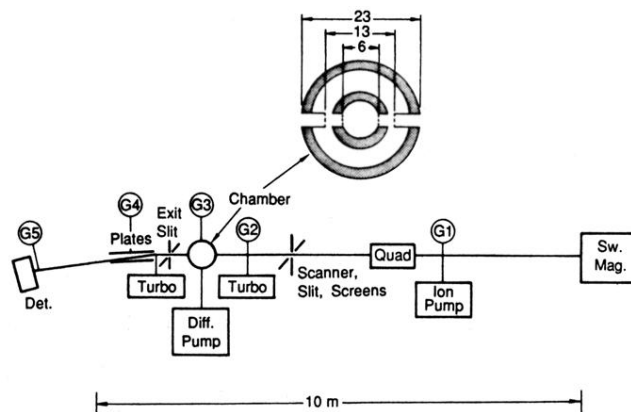 23
13
6
Chamber
G5
G4
Plates
Exit
Slit
G3
G2
G1
Quad
Sw.
Mag.
Scanner,
Slit, Screens
Det.
Turbo
Diff.
Pump
Turbo
Ion
Pump
10 m